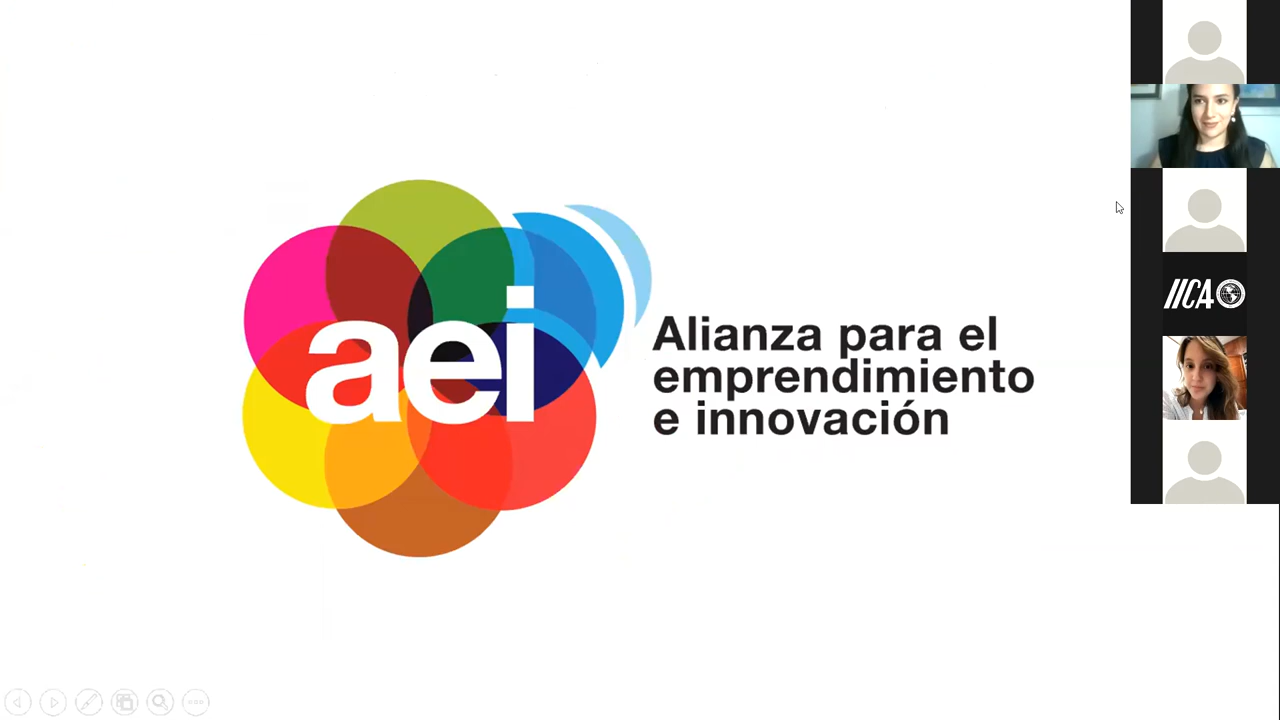 aei
Alianza para el
emprendimiento
e innovación
IICA